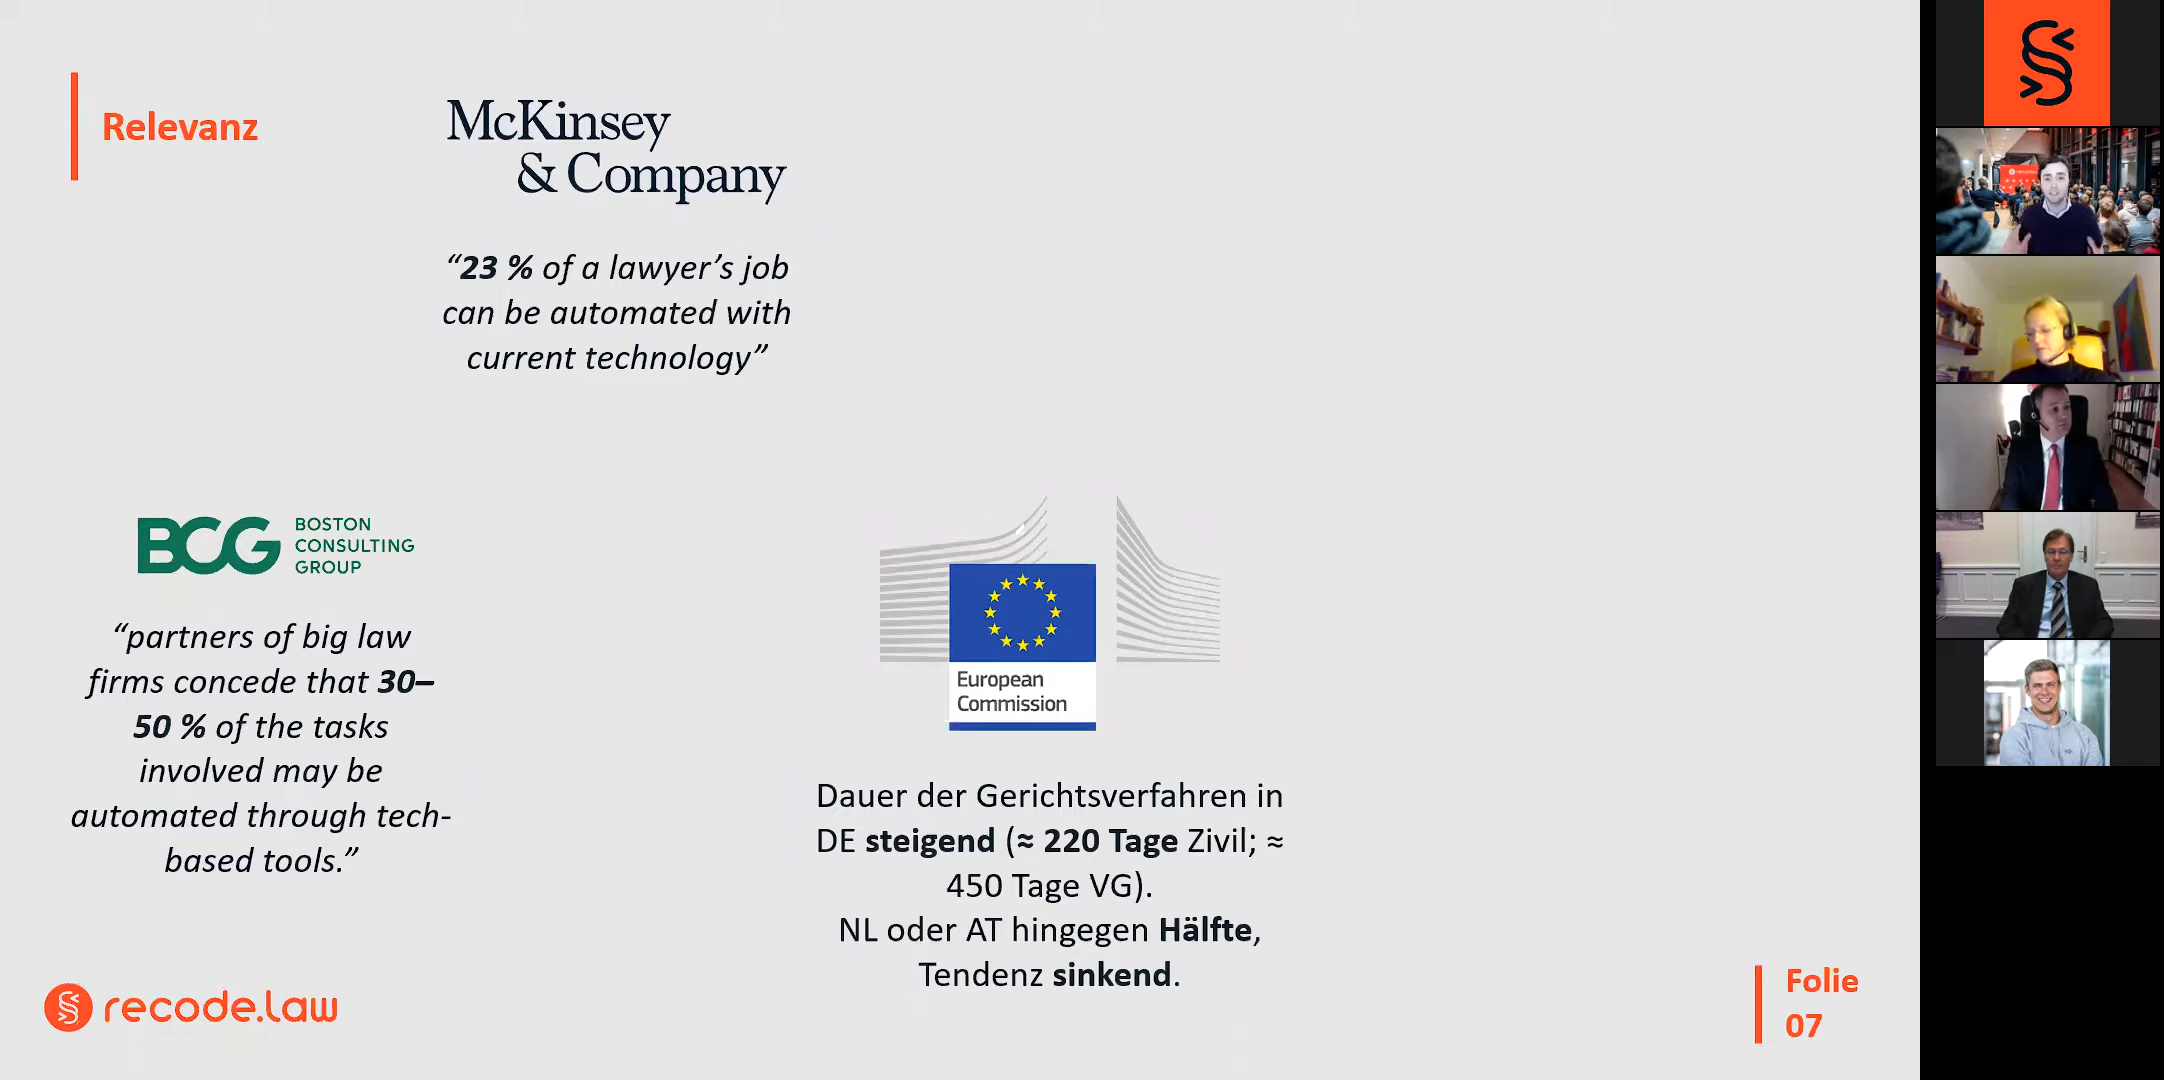 Relevanz
McKinsey
& Company
“23 % of a lawyer’s job
can be automated with
current technology”
BCG
BOSTON
CONSULTING
GROUP
“partners of big law
firms concede that 30–
50 % of the tasks
involved may be
automated through tech-
based tools.”
European
Commission
Dauer der Gerichtsverfahren in
DE steigend (≈ 220 Tage Zivil; ≈
450 Tage VG).
NL oder AT hingegen Hälfte,
Tendenz sinkend.
recode.law
Folie
07